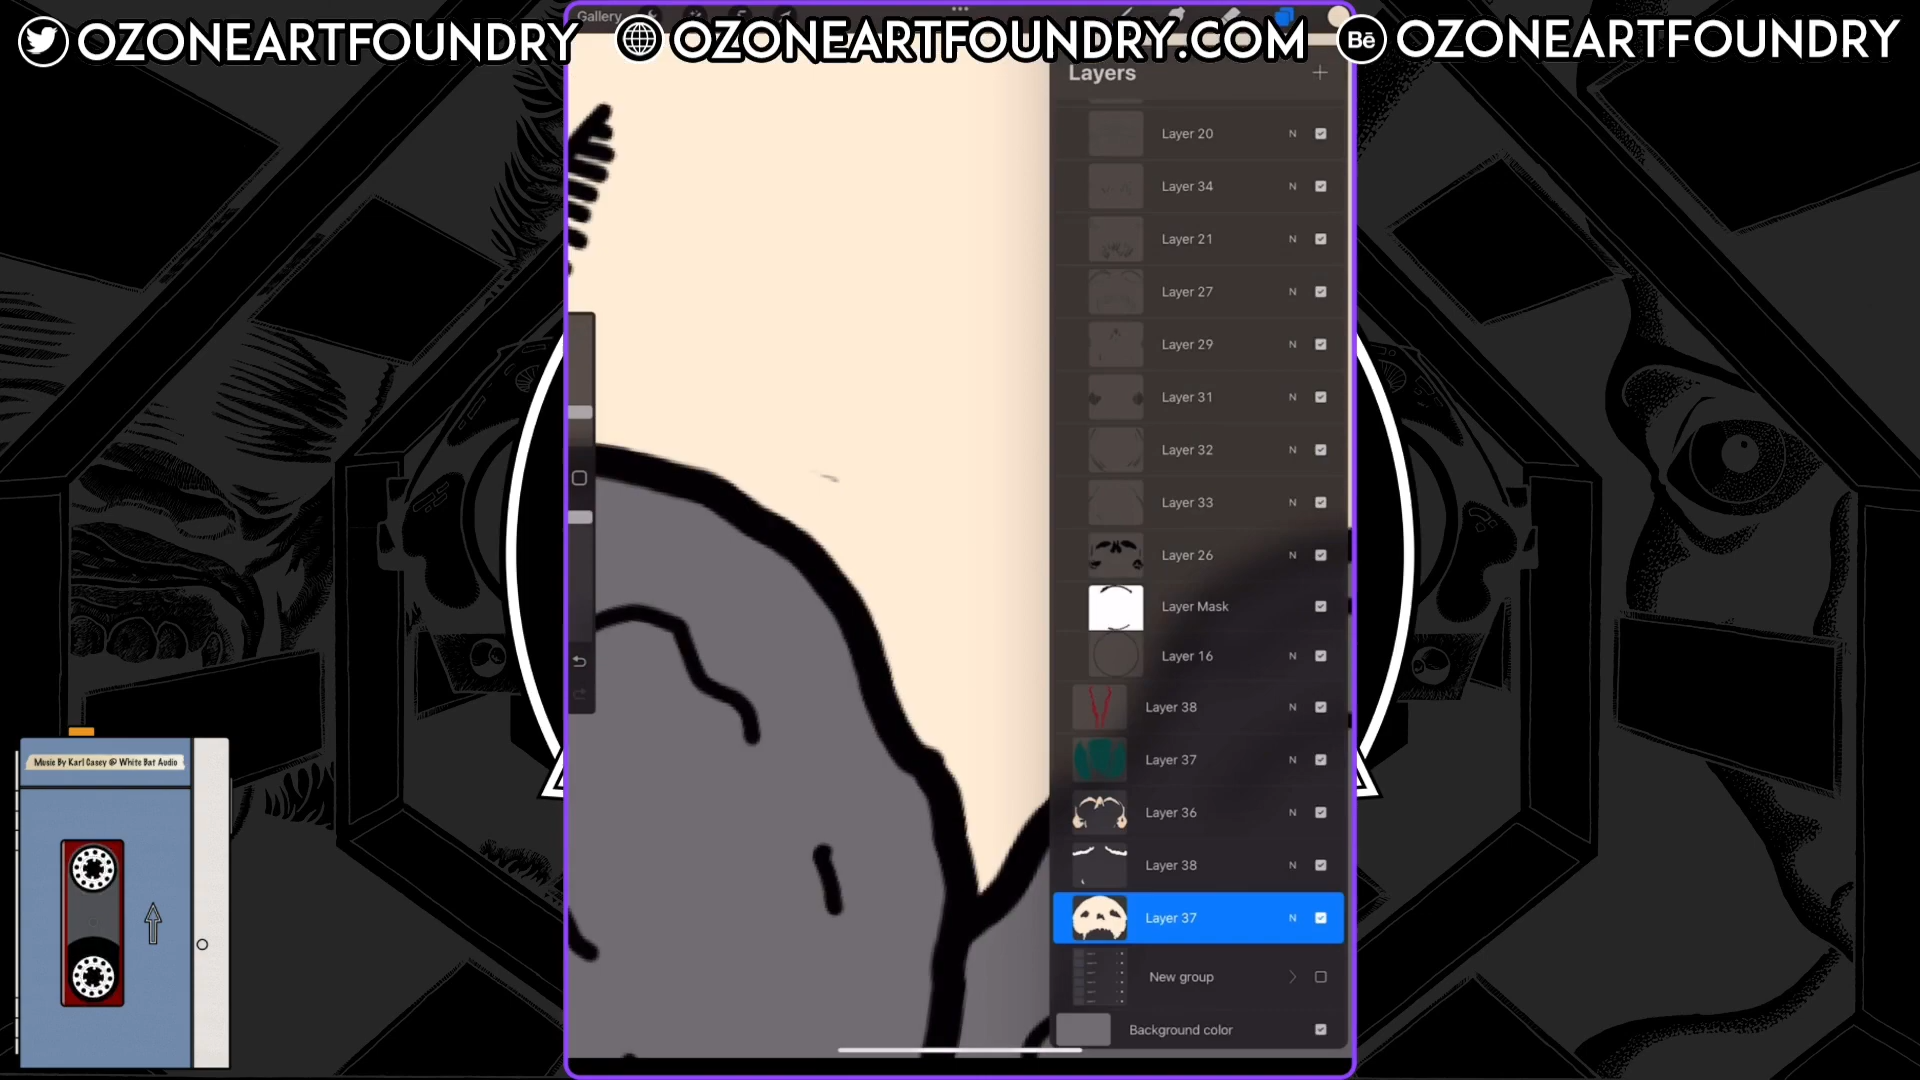 OZONEARTFOUNDRY
OZONEARTFOUNDRY.COM
Bē OZONEARTFOUNDRY
Gallery
Layers
Layer 20 N
Layer 34 N
Layer 21 N
Layer 27 N
Layer 29 N
Layer 31 N
Layer 32 N
Layer 33 N
Layer 26 N
Layer Mask
Layer 16 N
Layer 38 N
Layer 37 N
Layer 36 N
Layer 38 N
Layer 37 N
New group
Background color
Music By Karl Casey @ White Bat Audio